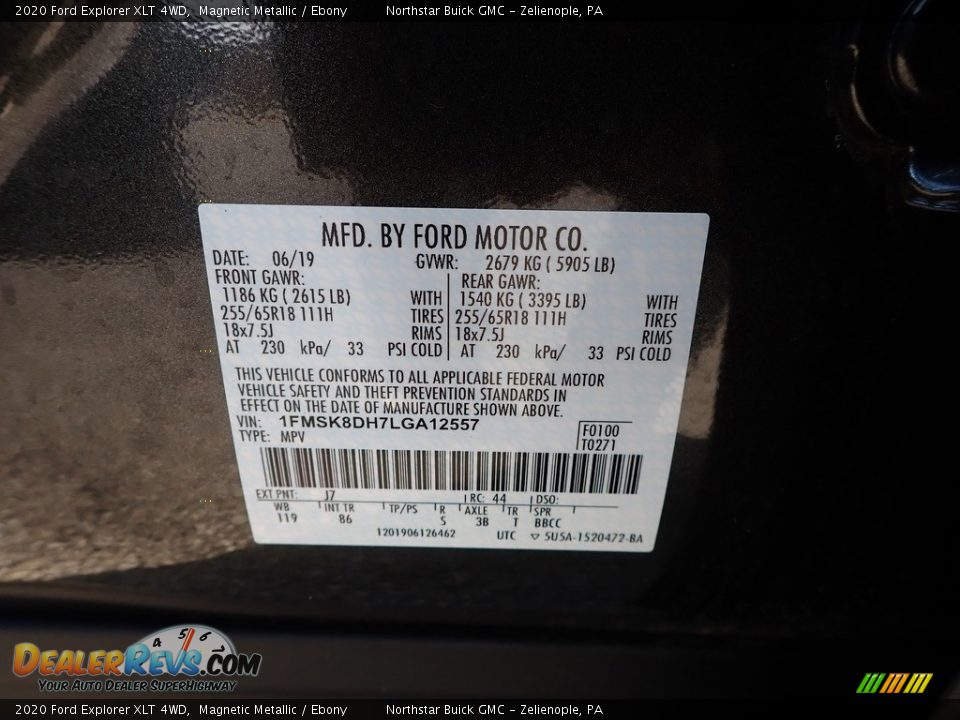 2020 Ford Explorer XLT 4WD, Magnetic Metallic / Ebony Northstar Buick GMC - Zelienople, PA
MFD. BY FORD MOTOR CO.
DATE: 06/19 GVWR: 2679 KG ( 5905 LB)
FRONT GAWR: REAR GAWR:
1186 KG ( 2615 LB) WITH 1540 KG ( 3395 LB) WITH
255/65R18 111H TIRES 255/65R18 111H TIRES
18x7.5J RIMS 18x7.5J RIMS
AT 230 kPa/ 33 PSI COLD AT 230 kPa/ 33 PSI COLD
THIS VEHICLE CONFORMS TO ALL APPLICABLE FEDERAL MOTOR
VEHICLE SAFETY AND THEFT PREVENTION STANDARDS IN
EFFECT ON THE DATE OF MANUFACTURE SHOWN ABOVE.
VIN: 1FMSK8DH7LGA12557 F0100
TYPE: MPV T0271
EXT PNT: J7 RC: 44 DSO:
WB INT TR TP/PS R AXLE TR SPR
119 86 S 3B T BBCC
1201906126462 UTC ▽ 5U5A-1520472-BA
4 5 6
DEALERREVS.COM
YOUR AUTO DEALER SUPERHIGHWAY
2020 Ford Explorer XLT 4WD, Magnetic Metallic / Ebony Northstar Buick GMC - Zelienople, PA